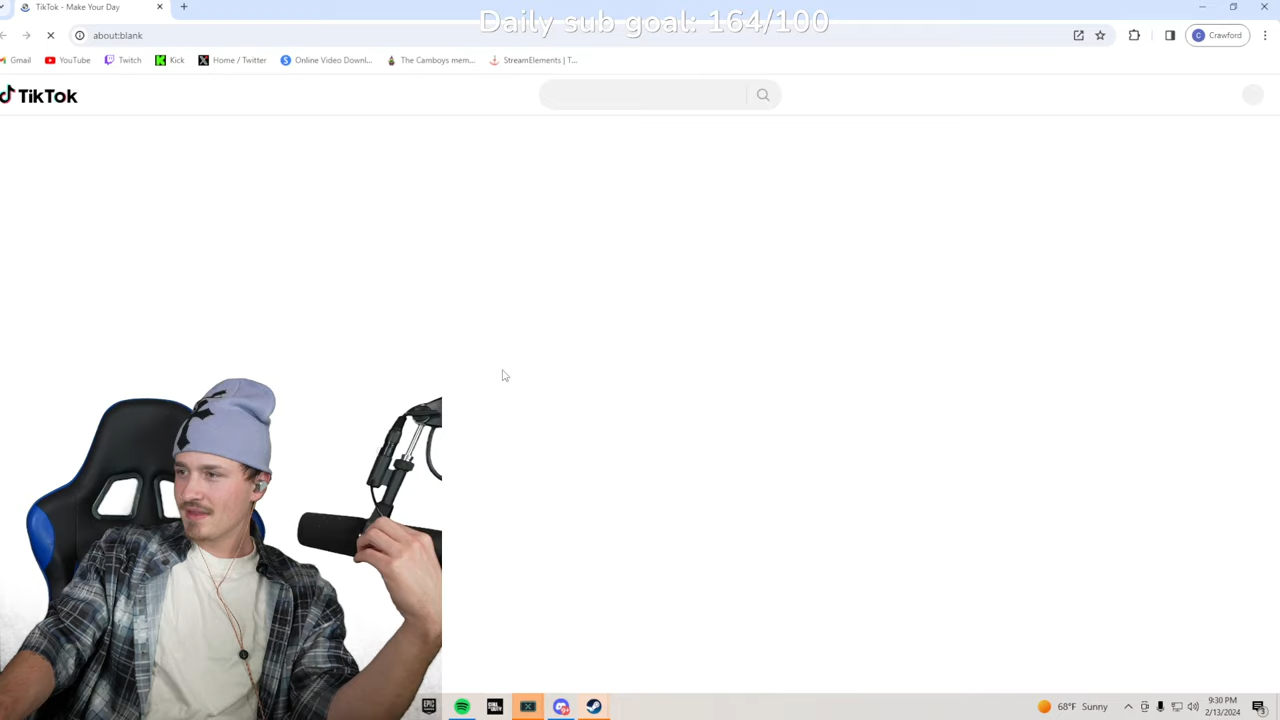 TikTok - Make Your Day
Daily sub goal: 164/100
about:blank
Crawford
Gmail
YouTube
Twitch
Kick
Home / Twitter
Online Video Downl...
The Camboys mem...
StreamElements | T...
TikTok
EPIC
68°F Sunny
9:30 PM
2/13/2024